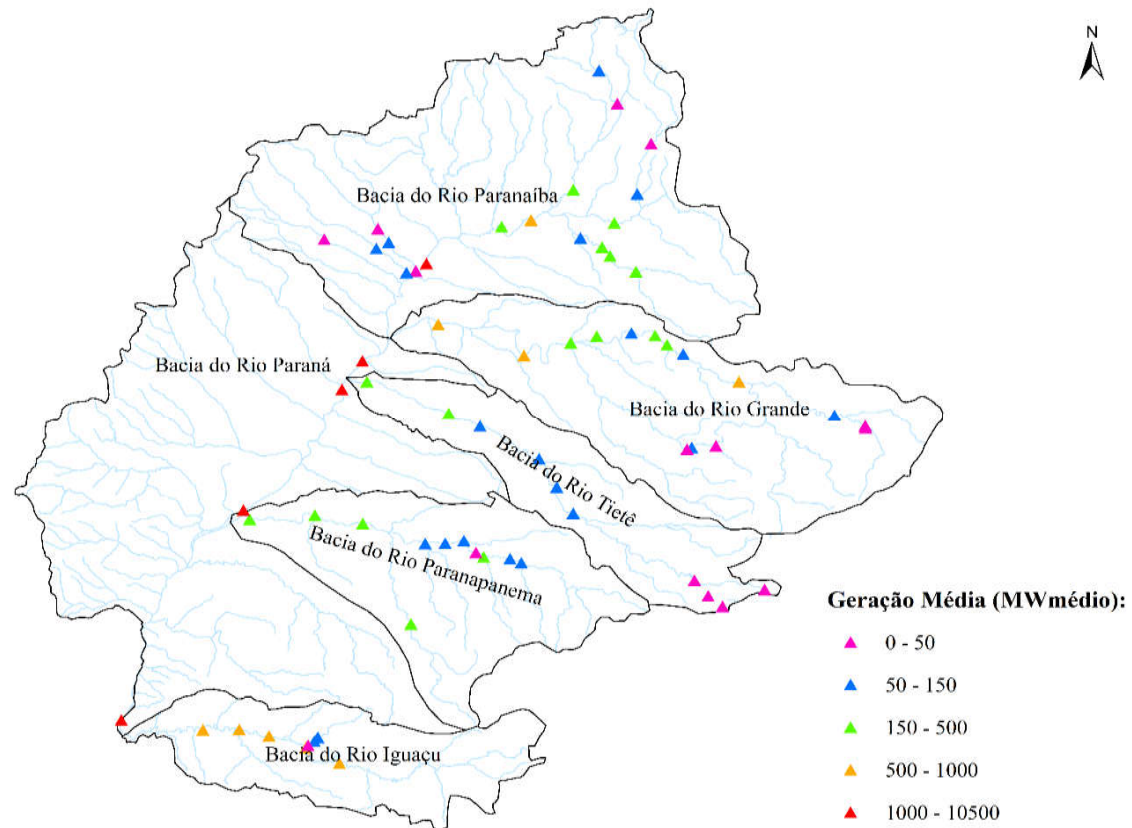 N
Bacia do Rio Paranaíba
Bacia do Rio Paraná
Bacia do Rio Grande
Bacia do Rio Tietê
Bacia do Rio Paranapanema
Bacia do Rio Iguaçu
Geração Média (MWmédio):
0 - 50
50 - 150
150 - 500
500 - 1000
1000 - 10500